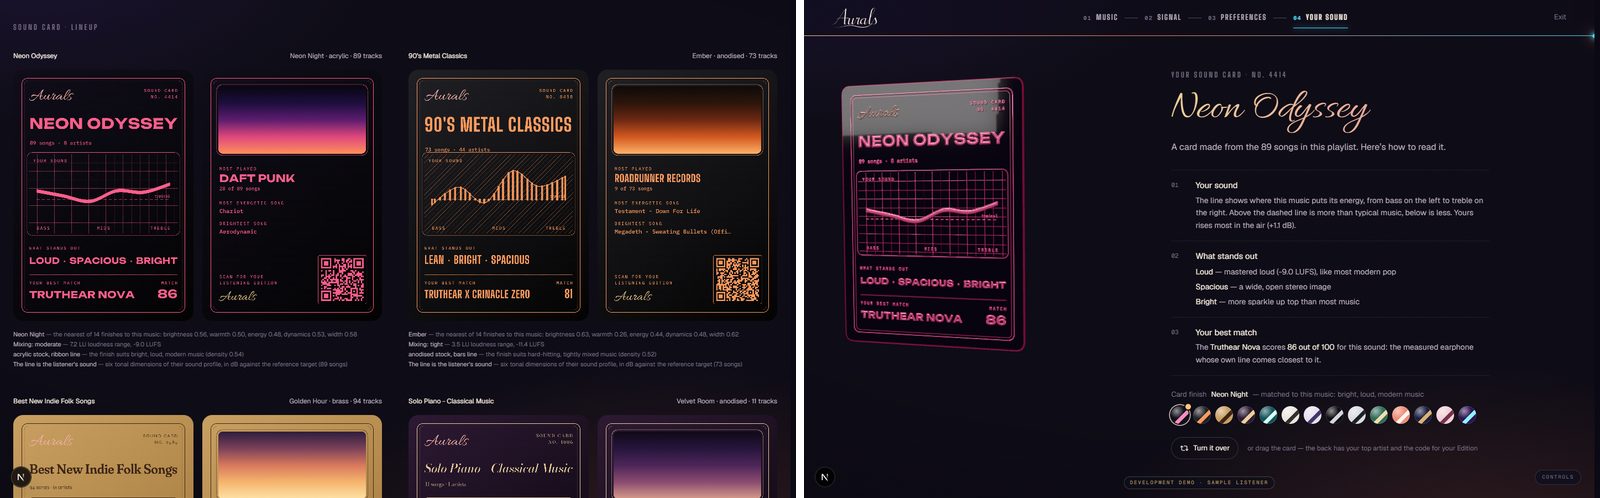 SOUND CARD · LINEUP
Neon Odyssey
Neon Night · acrylic · 89 tracks
Aurals
SOUND CARD
NO. 4414
NEON ODYSSEY
89 songs · 8 artists
YOUR SOUND
BASS MIDS TREBLE
WHAT STANDS OUT
LOUD · SPACIOUS · BRIGHT
MATCH
TRUTHEAR NOVA 86
MOST PLAYED
DAFT PUNK
28 of 89 songs
MOST ENERGETIC SONG
Chariot
BRIGHTEST SONG
Aerodynamic
SCAN FOR YOUR
LISTENING EDITION
Aurals
Neon Night — the nearest of 14 finishes to this music: brightness 0.56, warmth 0.50, energy 0.48, dynamics 0.53, width 0.58
Mixing: moderate — 7.2 LU loudness range, -9.0 LUFS
acrylic stock, ribbon line — the finish suits bright, loud, modern music (density 0.54)
The line is the listener's sound — six tonal dimensions of their sound profile, in dB against the reference target (89 songs)
90's Metal Classics
Ember · anodised · 73 tracks
Aurals
SOUND CARD
90'S METAL CLASSICS
73 songs · 44 artists
YOUR SOUND
BASS MIDS TREBLE
WHAT STANDS OUT
LEAN · BRIGHT · SPACIOUS
MATCH
TRUTHEAR X CRINACLE ZERO 81
MOST PLAYED
ROADRUNNER RECORDS
9 of 73 songs
MOST ENERGETIC SONG
Testament - Down For Life
BRIGHTEST SONG
Megadeth - Sweating Bullets (Offi…
SCAN FOR YOUR
LISTENING EDITION
Aurals
Ember — the nearest of 14 finishes to this music: brightness 0.63, warmth 0.26, energy 0.44, dynamics 0.48, width 0.62
Mixing: tight — 3.5 LU loudness range, -11.4 LUFS
anodised stock, bars line — the finish suits hard-hitting, tightly mixed music (density 0.52)
The line is the listener's sound — six tonal dimensions of their sound profile, in dB against the reference target (73 songs)
Best New Indie Folk Songs
Golden Hour · brass · 94 tracks
Aurals
SOUND CARD
Best New Indie Folk Songs
Solo Piano - Classical Music
Velvet Room · anodised · 11 tracks
Aurals
SOUND CARD
Solo Piano Classical Music
N
Aurals
01 MUSIC
02 SIGNAL
03 PREFERENCES
04 YOUR SOUND
Exit
Aurals
SOUND CARD
NO. 4414
NEON ODYSSEY
89 songs · 8 artists
YOUR SOUND
BASS MIDS TREBLE
WHAT STANDS OUT
LOUD · SPACIOUS · BRIGHT
YOUR BEST MATCH
MATCH
TRUTHEAR NOVA 86
YOUR SOUND CARD · NO. 4414
Neon Odyssey
A card made from the 89 songs in this playlist. Here's how to read it.
01 Your sound
The line shows where this music puts its energy, from bass on the left to treble on
the right. Above the dashed line is more than typical music, below is less. Yours
rises most in the air (+1.1 dB).
02 What stands out
Loud — mastered loud (-9.0 LUFS), like most modern pop
Spacious — a wide, open stereo image
Bright — more sparkle up top than most music
03 Your best match
The Truthear Nova scores 86 out of 100 for this sound: the measured earphone
whose own line comes closest to it.
Card finish Neon Night — matched to this music: bright, loud, modern music
Turn it over
or drag the card — the back has your top artist and the code for your Edition
N
DEVELOPMENT DEMO · SAMPLE LISTENER
CONTROLS